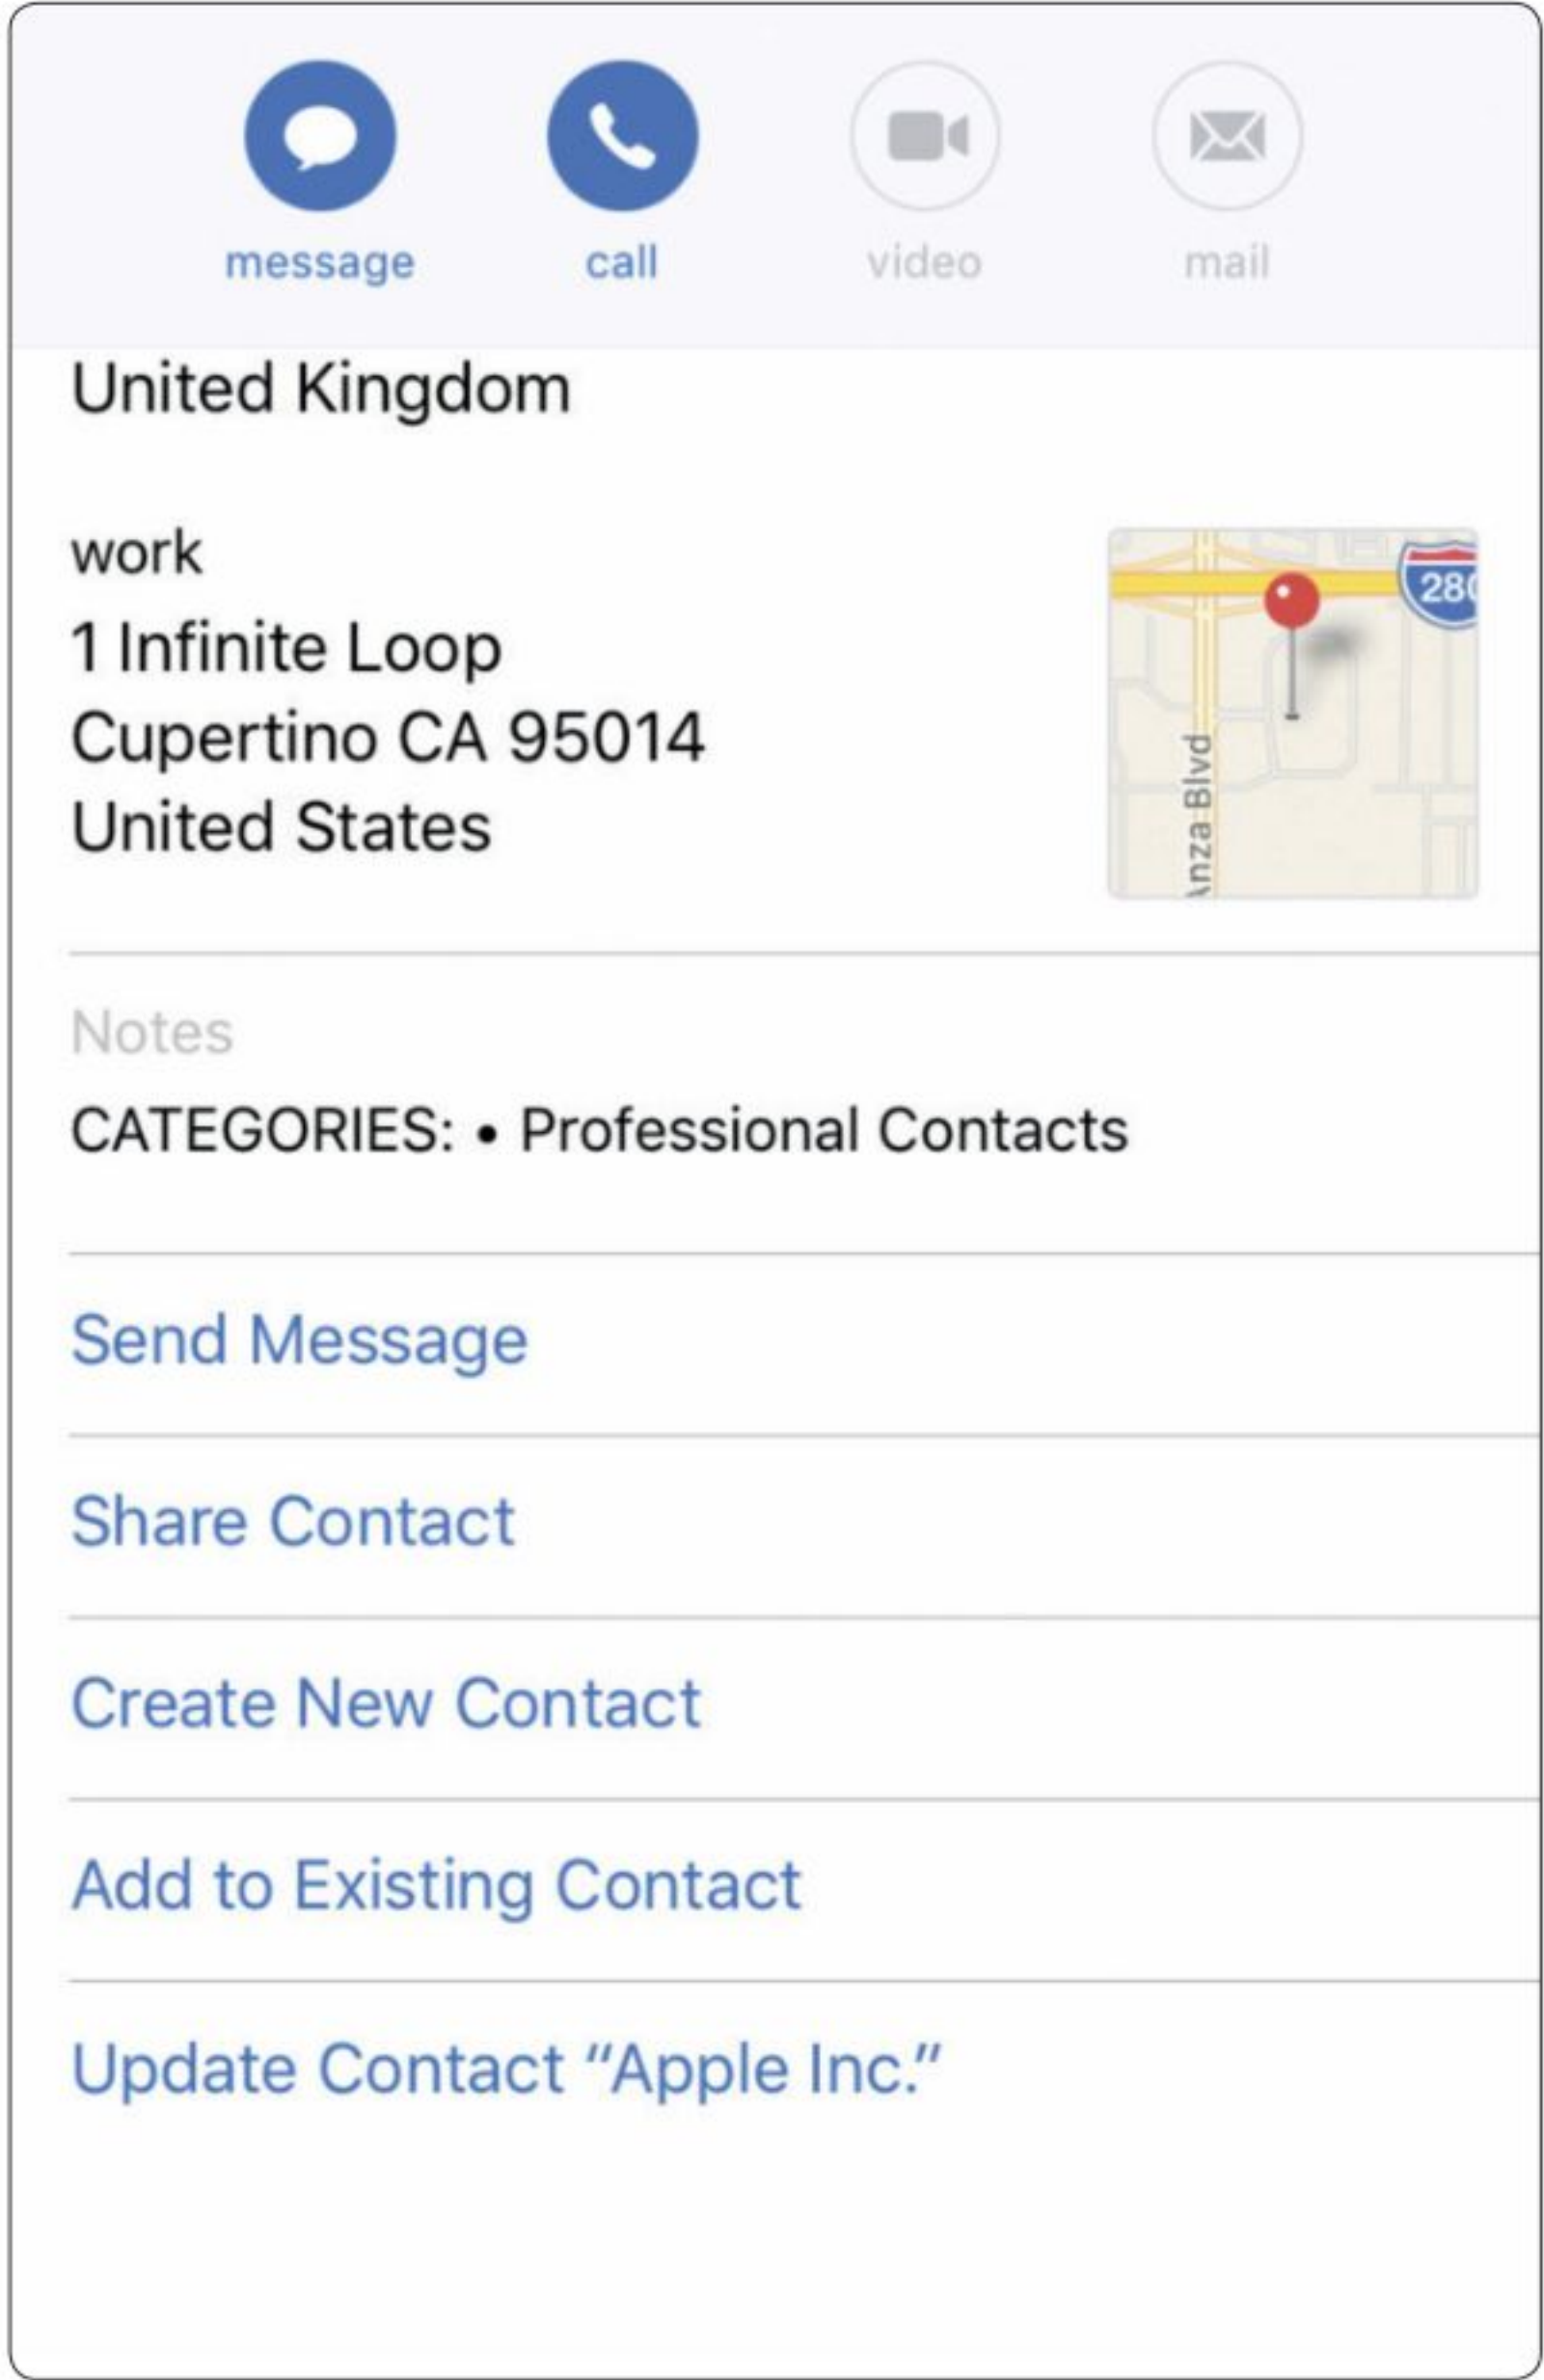 message call video mail
United Kingdom
work
1 Infinite Loop
Cupertino CA 95014
United States
280
Anza Blvd
Notes
CATEGORIES: • Professional Contacts
Send Message
Share Contact
Create New Contact
Add to Existing Contact
Update Contact “Apple Inc.”